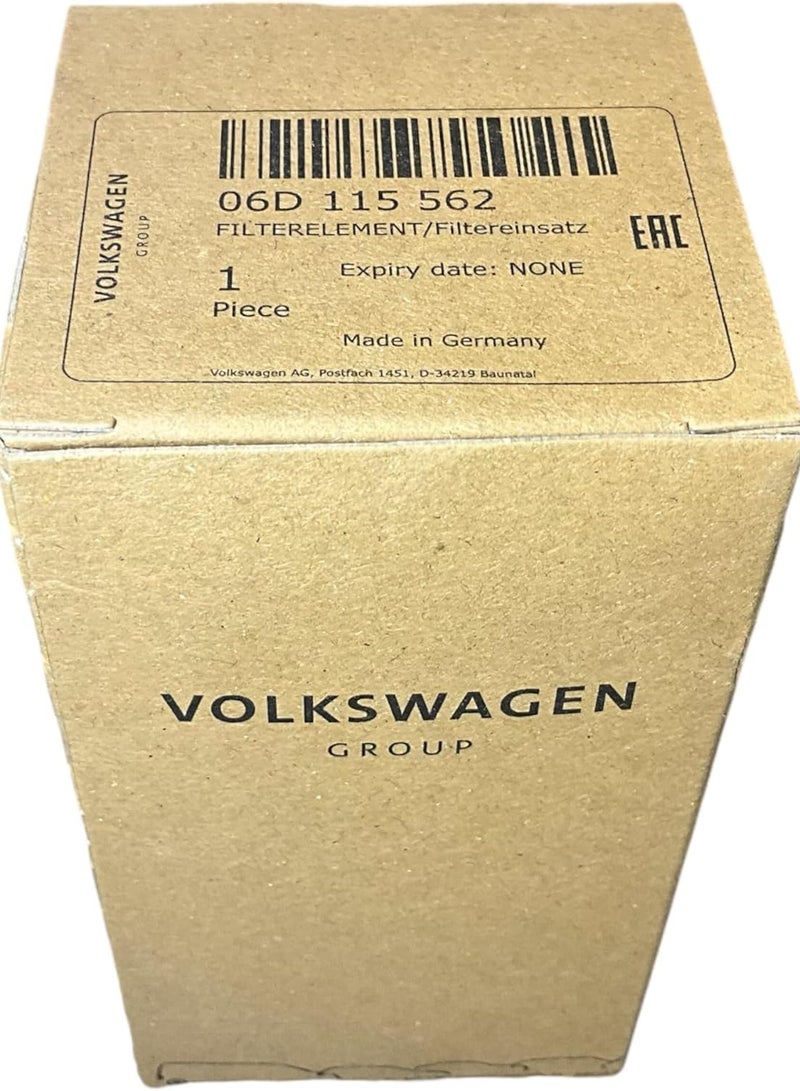 VOLKSWAGEN
GROUP
06D 115 562
FILTERELEMENT/Filtereinsatz
EAC
1
Piece
Expiry date: NONE
Made in Germany
Volkswagen AG, Postfach 1451, D-34219 Baunatal
VOLKSWAGEN
GROUP